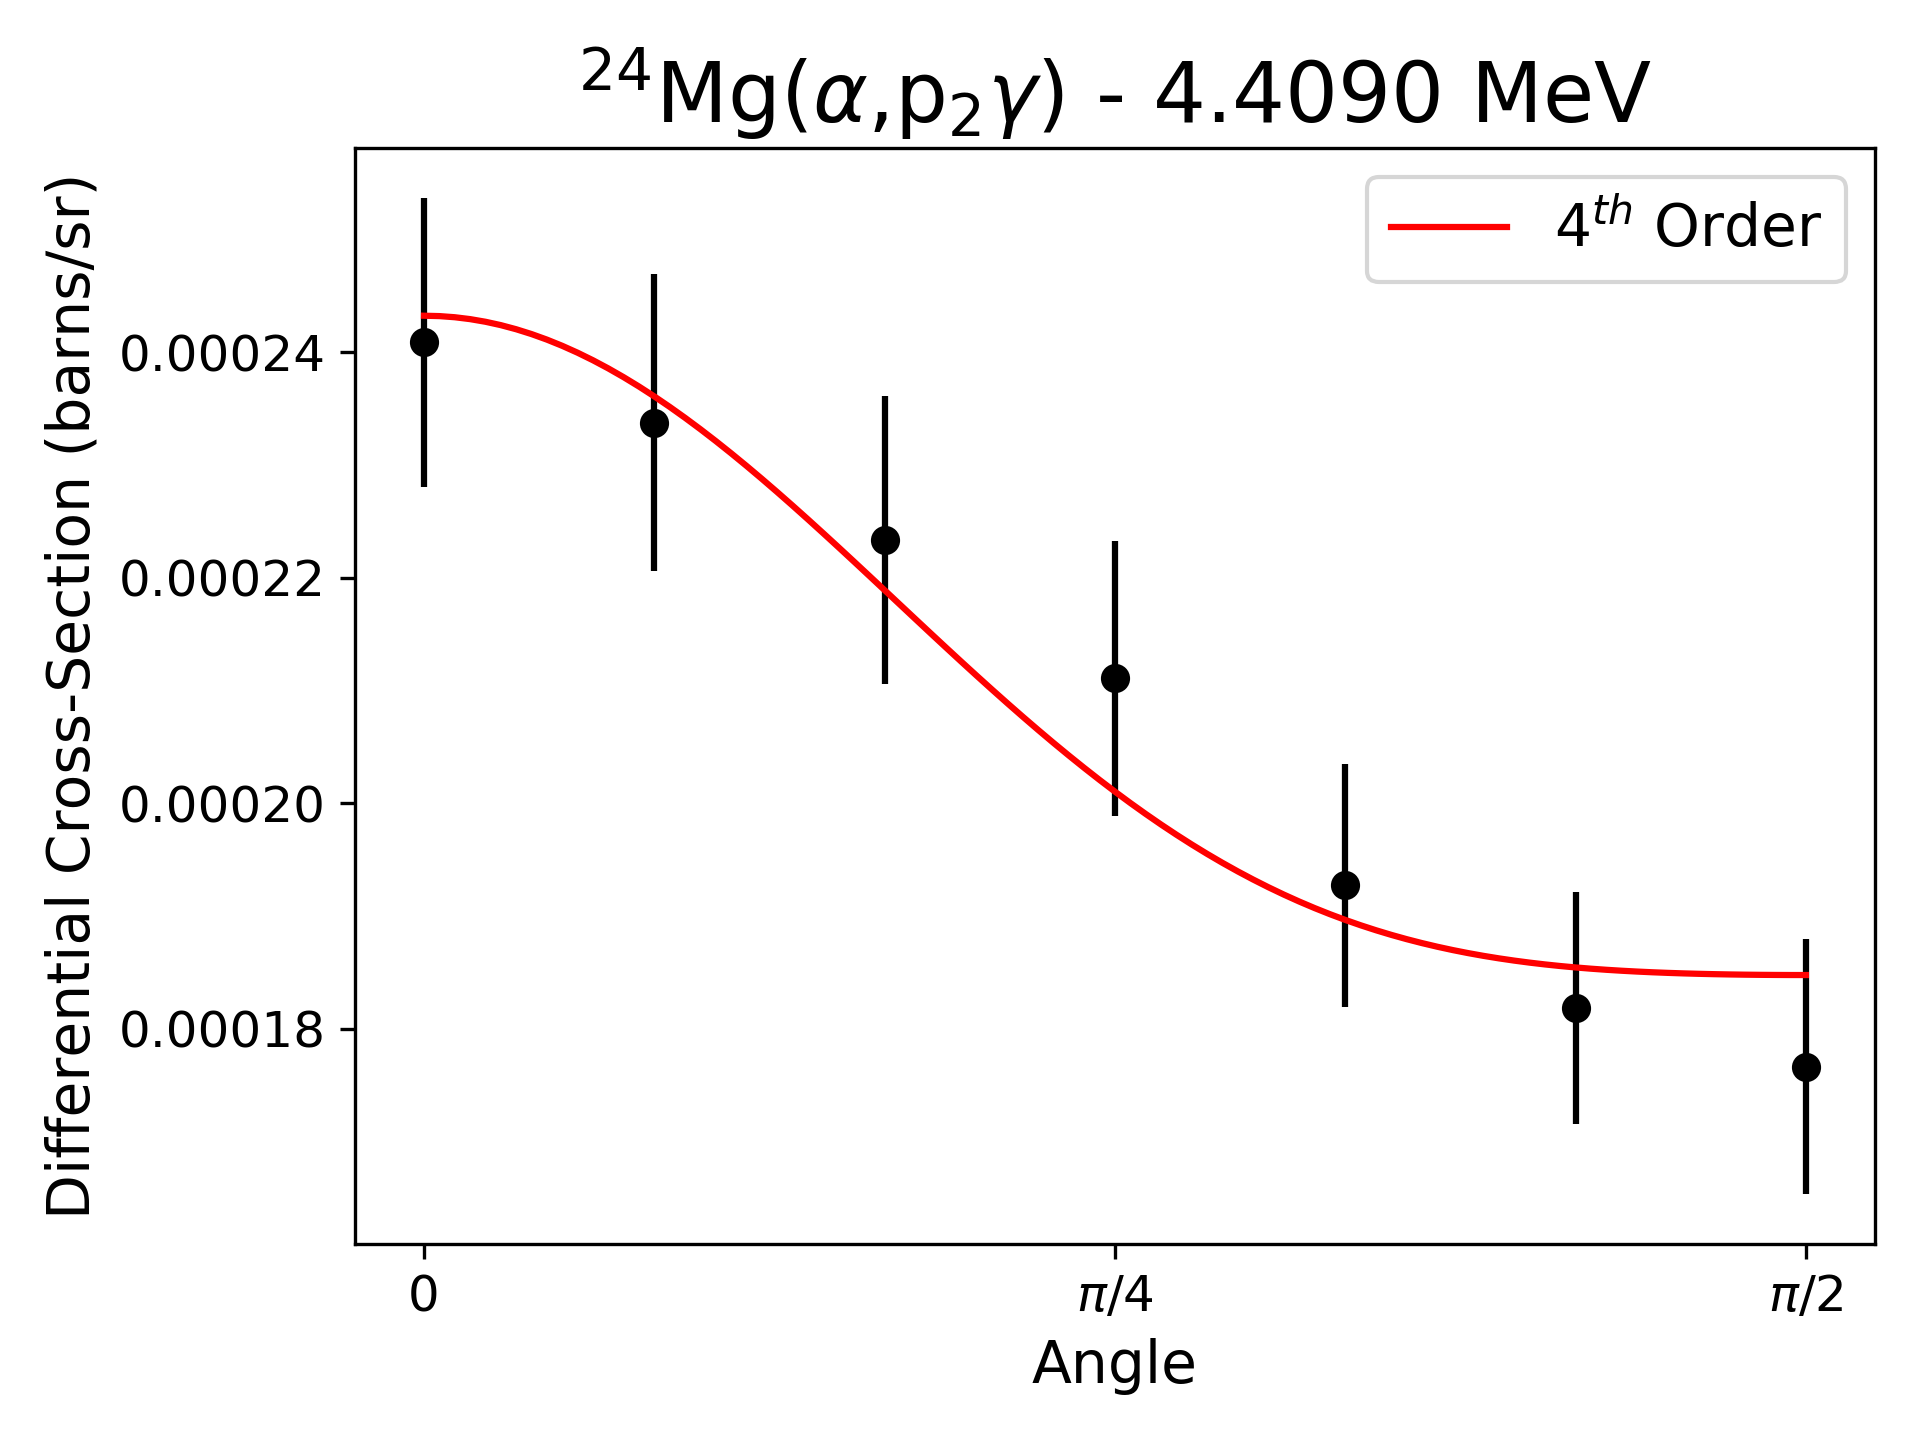 ²⁴Mg(α,p₂γ) - 4.4090 MeV
4ᵗʰ Order
Differential Cross-Section (barns/sr)
0.00024
0.00022
0.00020
0.00018
0 π/4 π/2
Angle